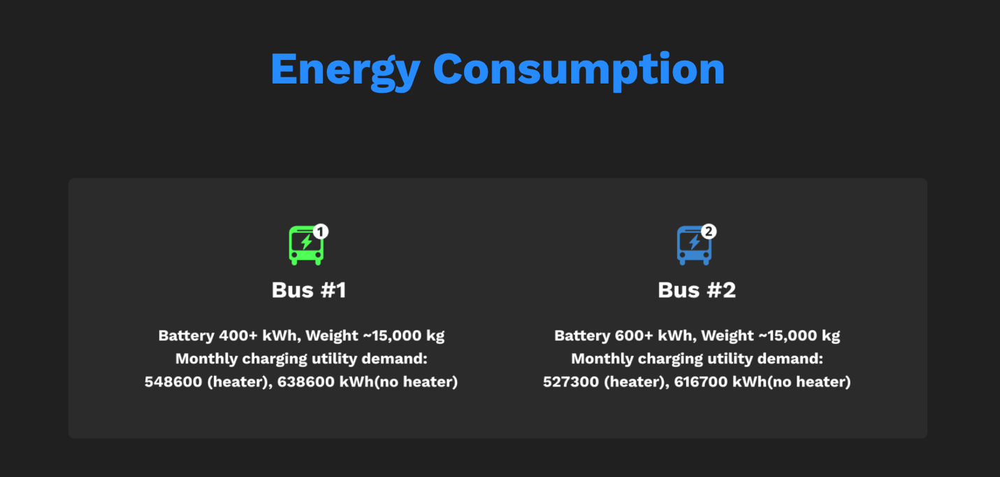 Energy Consumption
1
Bus #1
Battery 400+ kWh, Weight ~15,000 kg
Monthly charging utility demand:
548600 (heater), 638600 kWh(no heater)
2
Bus #2
Battery 600+ kWh, Weight ~15,000 kg
Monthly charging utility demand:
527300 (heater), 616700 kWh(no heater)